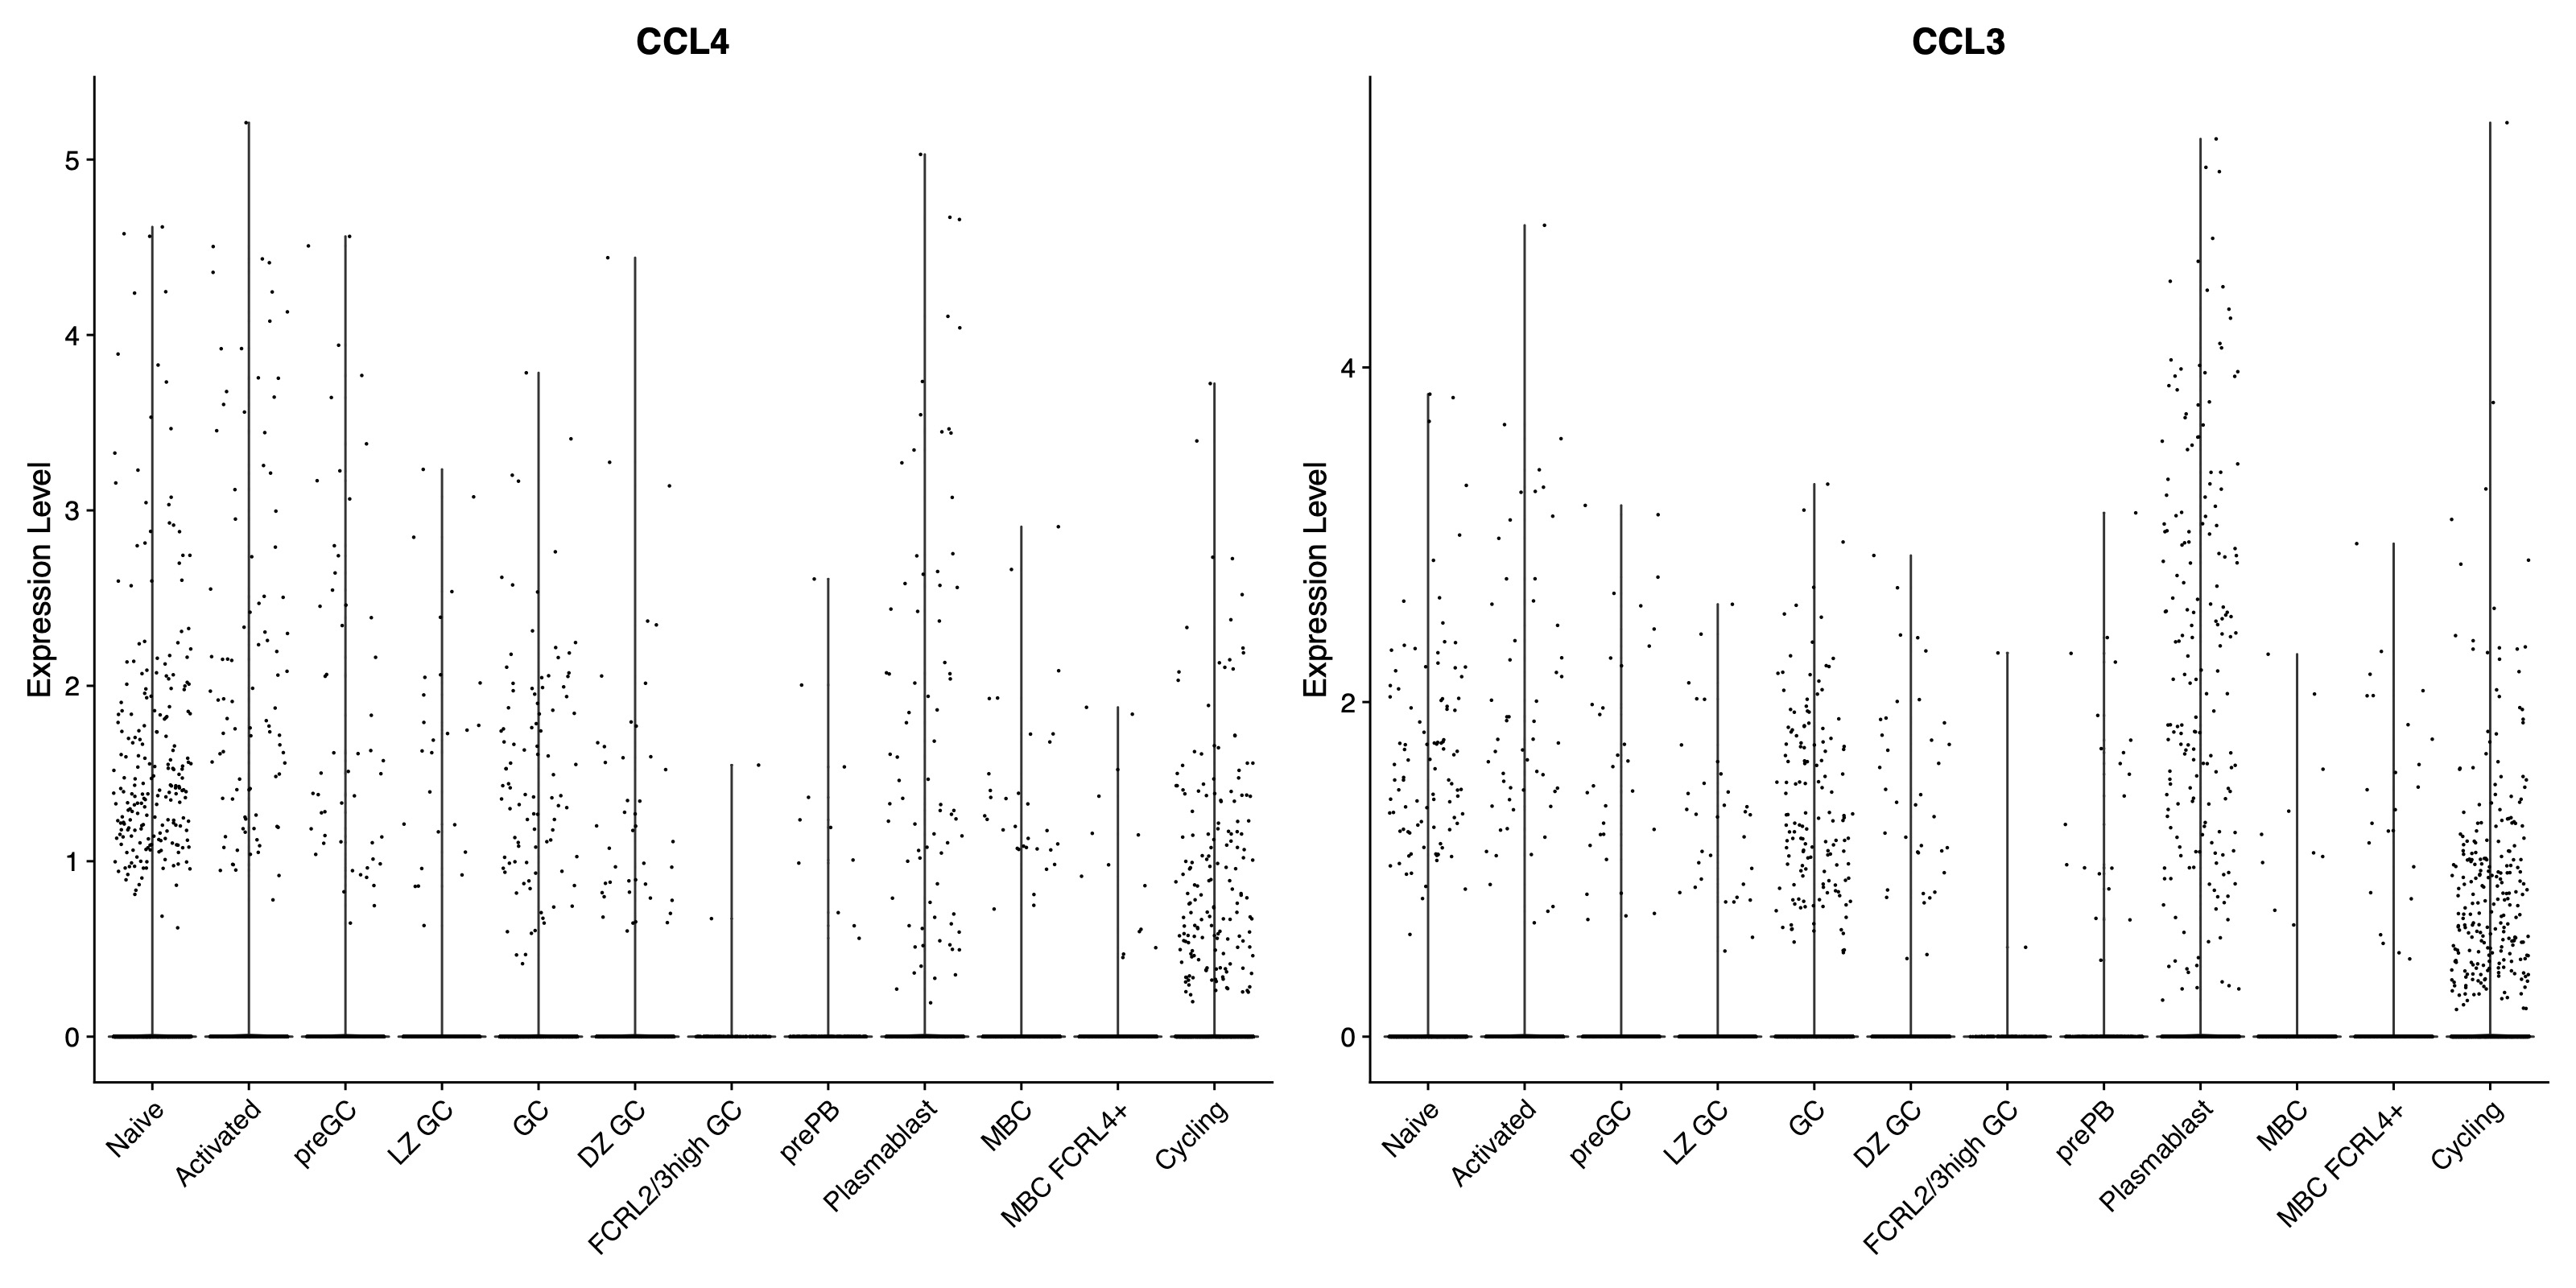 CCL4
Expression Level
5
4
3
2
1
0
Naive
Activated
preGC
LZ GC
GC
DZ GC
FCRL2/3high GC
prePB
Plasmablast
MBC
MBC FCRL4+
Cycling
CCL3
Expression Level
4
2
0
Naive
Activated
preGC
LZ GC
GC
DZ GC
FCRL2/3high GC
prePB
Plasmablast
MBC
MBC FCRL4+
Cycling